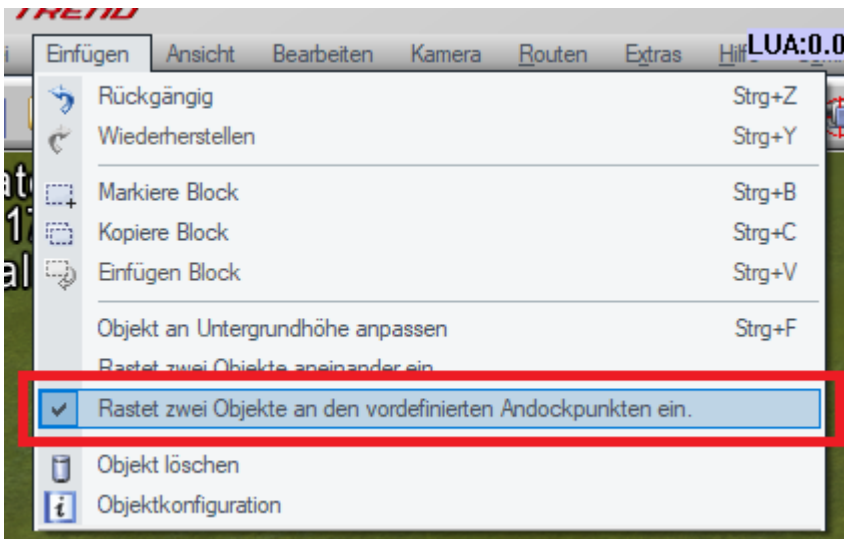 TREND
Einfügen Ansicht Bearbeiten Kamera Routen Extras Hilfe LUA:0.0
Rückgängig Strg+Z
Wiederherstellen Strg+Y
Markiere Block Strg+B
Kopiere Block Strg+C
Einfügen Block Strg+V
Objekt an Untergrundhöhe anpassen Strg+F
Rastet zwei Objekte aneinander ein
Rastet zwei Objekte an den vordefinierten Andockpunkten ein.
Objekt löschen
Objektkonfiguration